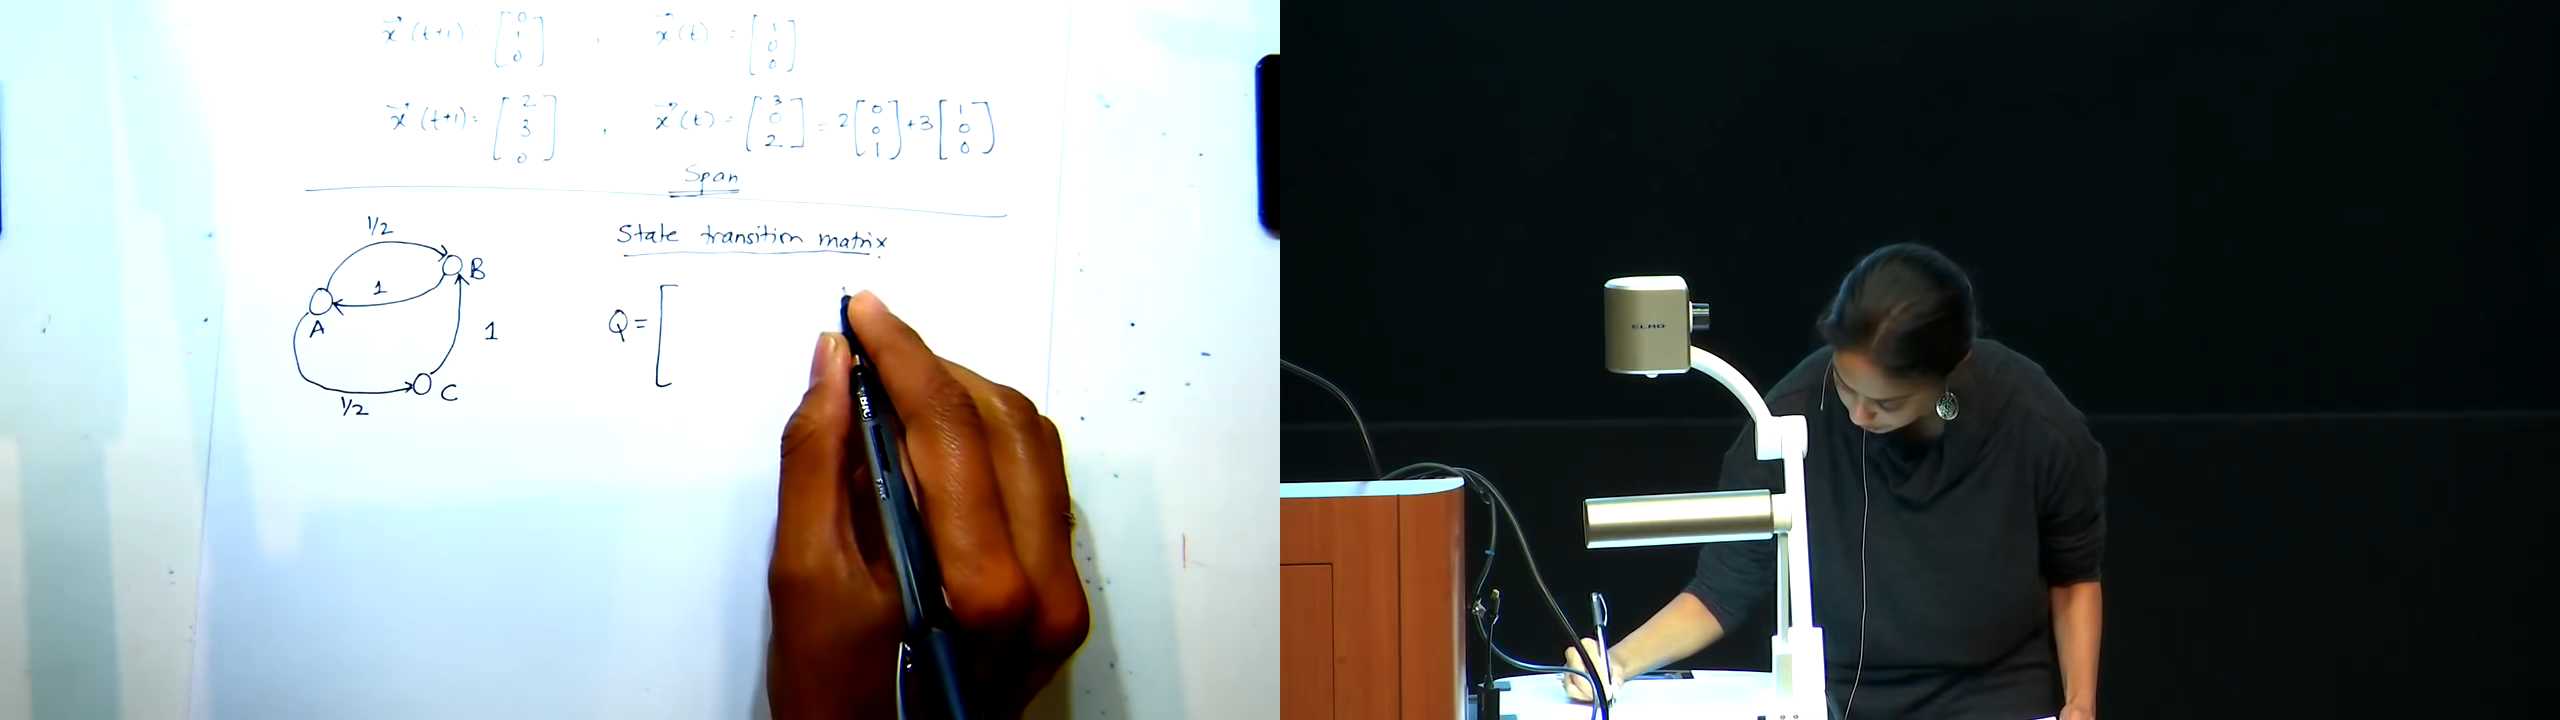 x⃗(t+1) = [0 1 0] , x⃗(t) = [1 0 0]
x⃗(t+1) = [2 3 0] , x⃗(t) = [3 0 2] = 2[0 0 1] + 3[1 0 0]
Span
1/2
State transition matrix
B
1
A
Q = [
1
C
1/2
BIC
ELMO